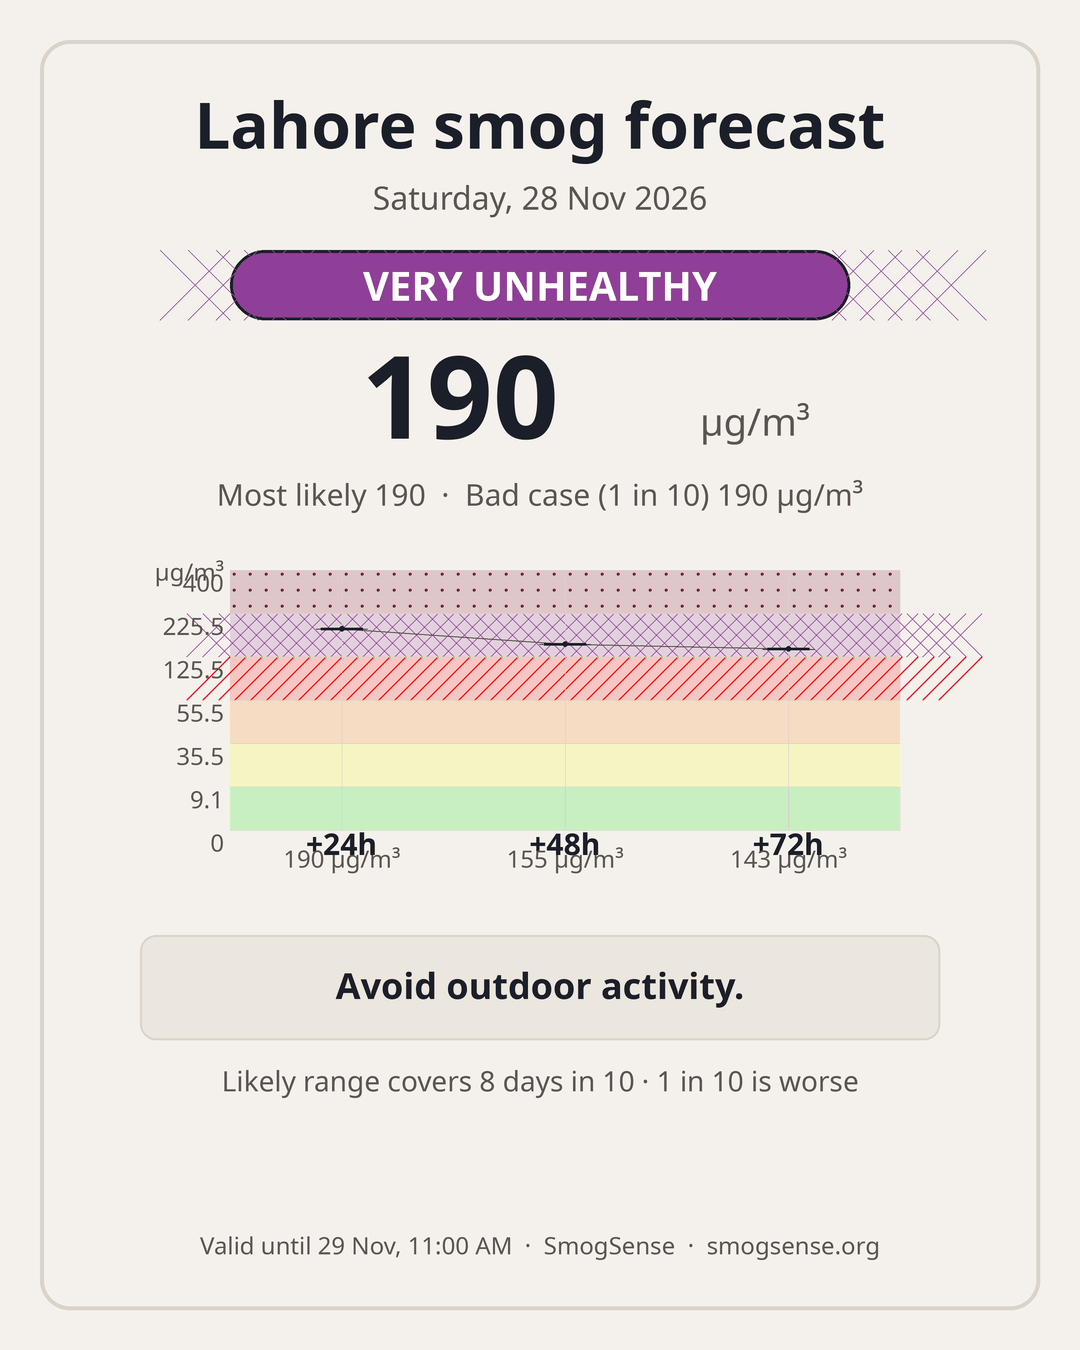 Lahore smog forecast
Saturday, 28 Nov 2026
VERY UNHEALTHY
190 µg/m³
Most likely 190 · Bad case (1 in 10) 190 µg/m³
µg/m³
400
225.5
125.5
55.5
35.5
9.1
0
+24h +48h +72h
190 µg/m³ 155 µg/m³ 143 µg/m³
Avoid outdoor activity.
Likely range covers 8 days in 10 · 1 in 10 is worse
Valid until 29 Nov, 11:00 AM · SmogSense · smogsense.org